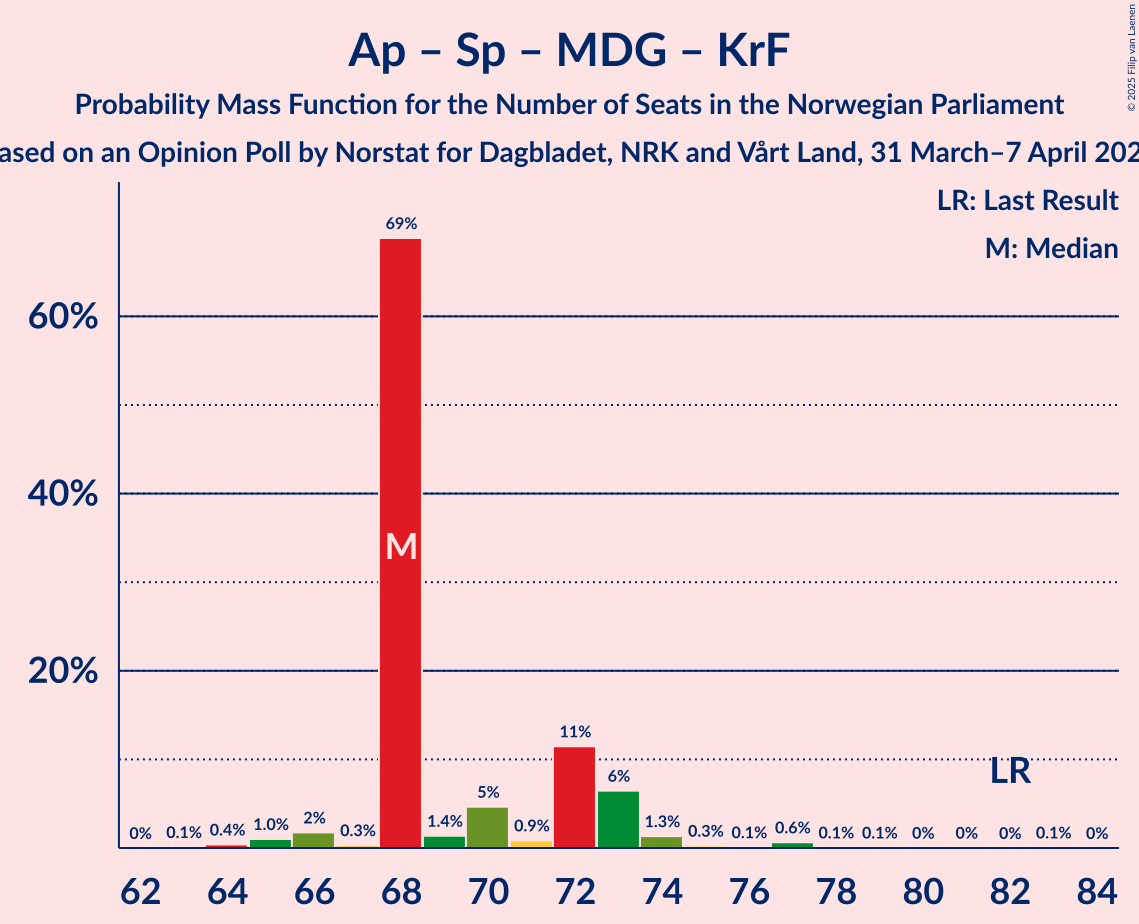 Ap – Sp – MDG – KrF
Probability Mass Function for the Number of Seats in the Norwegian Parliament
ased on an Opinion Poll by Norstat for Dagbladet, NRK and Vårt Land, 31 March–7 April 202
© 2025 Filip van Laenen
LR: Last Result
M: Median
60%
40%
20%
0% 0.1% 0.4% 1.0% 2% 0.3% 69% 1.4% 5% 0.9% 11% 6% 1.3% 0.3% 0.1% 0.6% 0.1% 0.1% 0% 0% 0% 0.1% 0%
M
LR
62 64 66 68 70 72 74 76 78 80 82 84